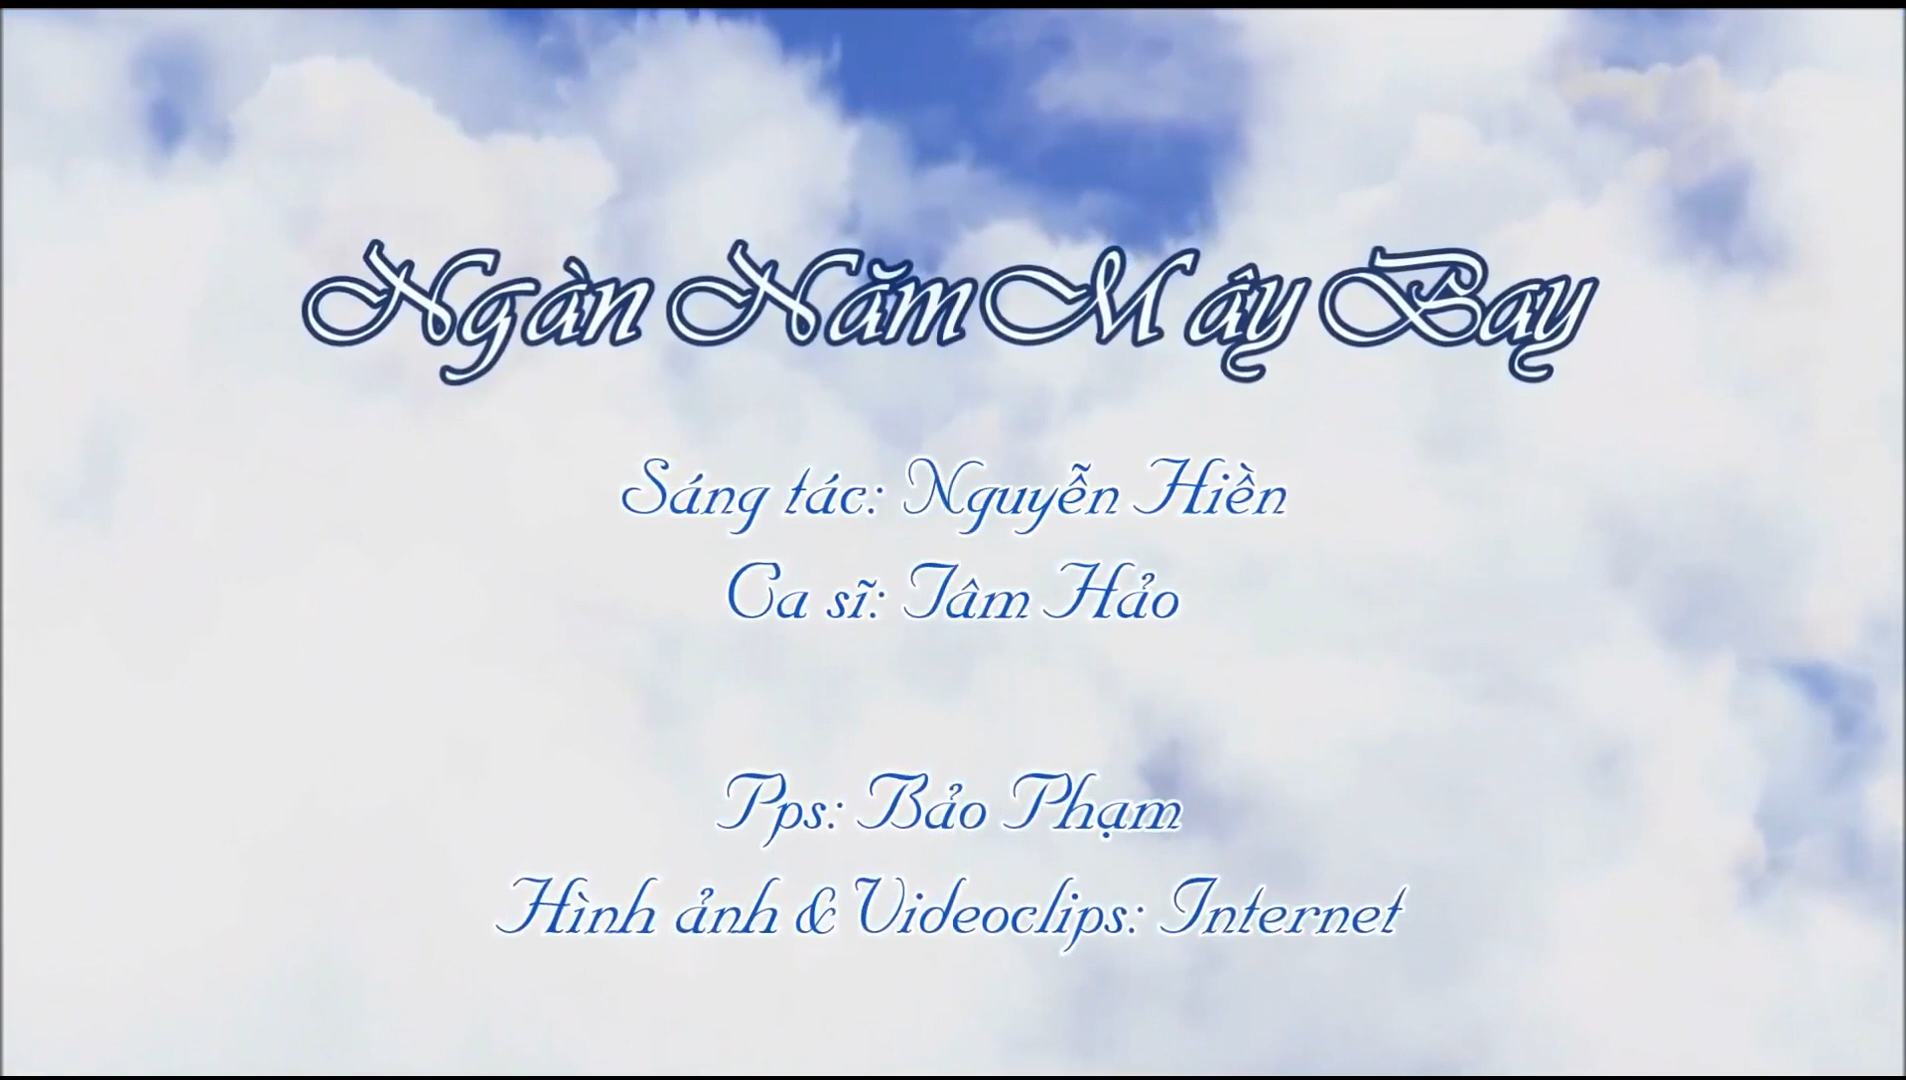 Ngàn Năm Mây Bay
Sáng tác: Nguyễn Hiền
Ca sĩ: Tâm Hảo
Pps: Bảo Phạm
Hình ảnh & Videoclips: Internet